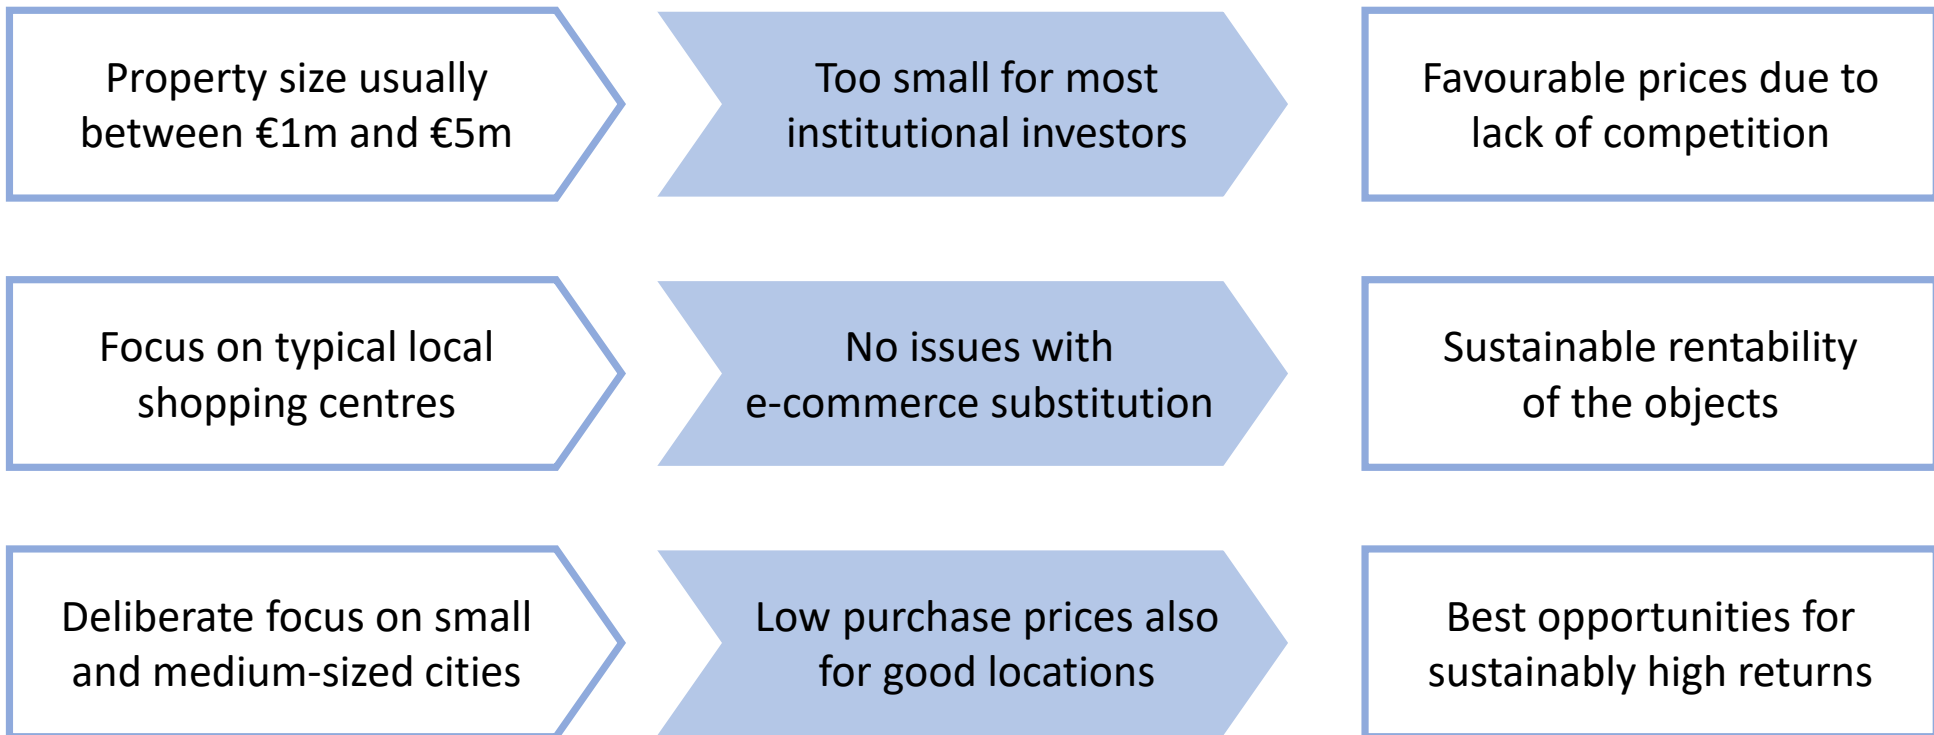 Property size usually
between €1m and €5m
Too small for most
institutional investors
Favourable prices due to
lack of competition
Focus on typical local
shopping centres
No issues with
e-commerce substitution
Sustainable rentability
of the objects
Deliberate focus on small
and medium-sized cities
Low purchase prices also
for good locations
Best opportunities for
sustainably high returns